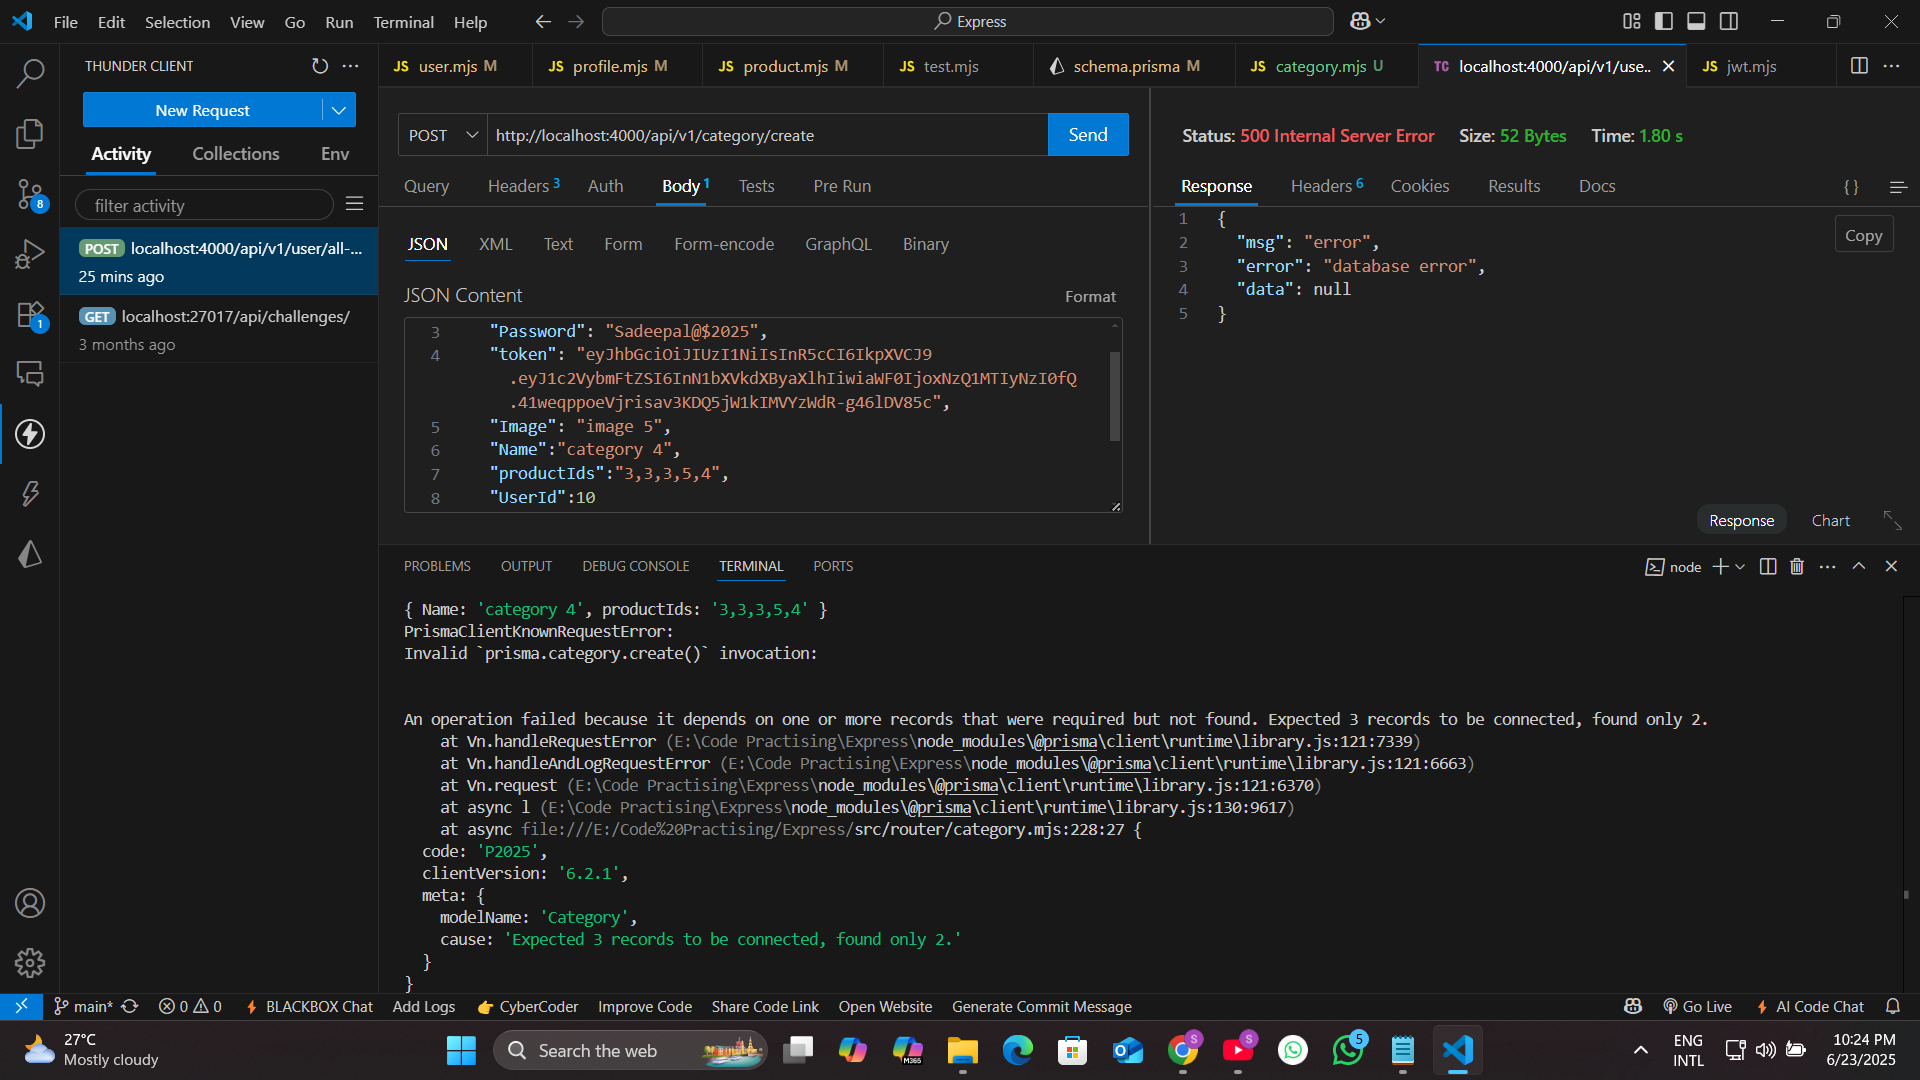 File Edit Selection View Go Run Terminal Help
Express
THUNDER CLIENT
New Request
Activity Collections Env
filter activity
POST localhost:4000/api/v1/user/all-...
25 mins ago
GET localhost:27017/api/challenges/
3 months ago
8
1
JS user.mjs M
JS profile.mjs M
JS product.mjs M
JS test.mjs
schema.prisma M
JS category.mjs U
TC localhost:4000/api/v1/use..
JS jwt.mjs
POST http://localhost:4000/api/v1/category/create Send
Query Headers 3 Auth Body 1 Tests Pre Run
JSON XML Text Form Form-encode GraphQL Binary
JSON Content Format
3 "Password": "Sadeepal@$2025",
4 "token": "eyJhbGciOiJIUzI1NiIsInR5cCI6IkpXVCJ9
.eyJ1c2VybmFtZSI6InN1bXVkdXByaXlhIiwiaWF0IjoxNzQ1MTIyNzI0fQ
.41weqppoeVjrisav3KDQ5jW1kIMVYzWdR-g46lDV85c",
5 "Image": "image 5",
6 "Name":"category 4",
7 "productIds":"3,3,3,5,4",
8 "UserId":10
Status: 500 Internal Server Error Size: 52 Bytes Time: 1.80 s
Response Headers 6 Cookies Results Docs { }
1 {
2 "msg": "error",
3 "error": "database error",
4 "data": null
5 }
Copy
Response Chart
PROBLEMS OUTPUT DEBUG CONSOLE TERMINAL PORTS
node
{ Name: 'category 4', productIds: '3,3,3,5,4' }
PrismaClientKnownRequestError:
Invalid `prisma.category.create()` invocation:
An operation failed because it depends on one or more records that were required but not found. Expected 3 records to be connected, found only 2.
at Vn.handleRequestError (E:\Code Practising\Express\node_modules\@prisma\client\runtime\library.js:121:7339)
at Vn.handleAndLogRequestError (E:\Code Practising\Express\node_modules\@prisma\client\runtime\library.js:121:6663)
at Vn.request (E:\Code Practising\Express\node_modules\@prisma\client\runtime\library.js:121:6370)
at async l (E:\Code Practising\Express\node_modules\@prisma\client\runtime\library.js:130:9617)
at async file:///E:/Code%20Practising/Express/src/router/category.mjs:228:27 {
code: 'P2025',
clientVersion: '6.2.1',
meta: {
modelName: 'Category',
cause: 'Expected 3 records to be connected, found only 2.'
}
}
main* 0 0 BLACKBOX Chat Add Logs CyberCoder Improve Code Share Code Link Open Website Generate Commit Message Go Live AI Code Chat
27°C
Mostly cloudy
Search the web
M365
S
S
5
ENG
INTL
10:24 PM
6/23/2025